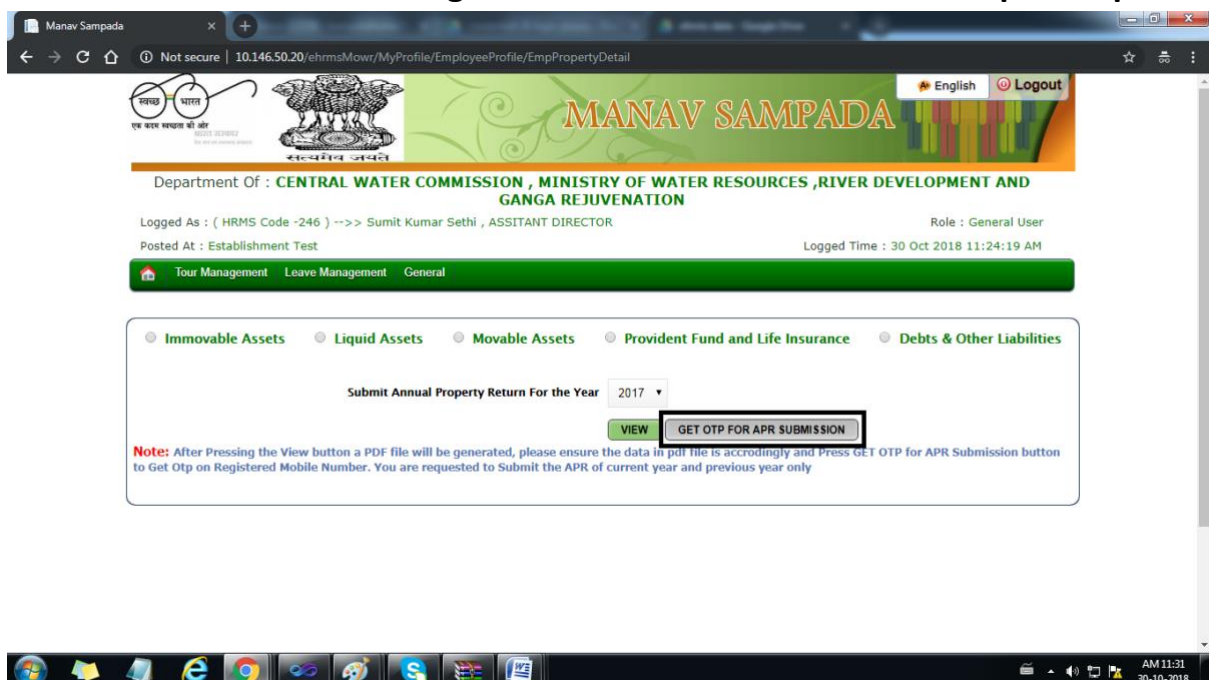 Manav Sampada
Not secure | 10.146.50.20/ehrmsMowr/MyProfile/EmployeeProfile/EmpPropertyDetail
स्वच्छ भारत
एक कदम स्वच्छता की ओर
सत्यमेव जयते
MANAV SAMPADA
English Logout
Department Of : CENTRAL WATER COMMISSION , MINISTRY OF WATER RESOURCES ,RIVER DEVELOPMENT AND
GANGA REJUVENATION
Logged As : ( HRMS Code -246 ) -->> Sumit Kumar Sethi , ASSITANT DIRECTOR Role : General User
Posted At : Establishment Test Logged Time : 30 Oct 2018 11:24:19 AM
Tour Management Leave Management General
Immovable Assets Liquid Assets Movable Assets Provident Fund and Life Insurance Debts & Other Liabilities
Submit Annual Property Return For the Year 2017
VIEW GET OTP FOR APR SUBMISSION
Note: After Pressing the View button a PDF file will be generated, please ensure the data in pdf file is accrodingly and Press GET OTP for APR Submission button
to Get Otp on Registered Mobile Number. You are requested to Submit the APR of current year and previous year only
AM 11:31
30-10-2018